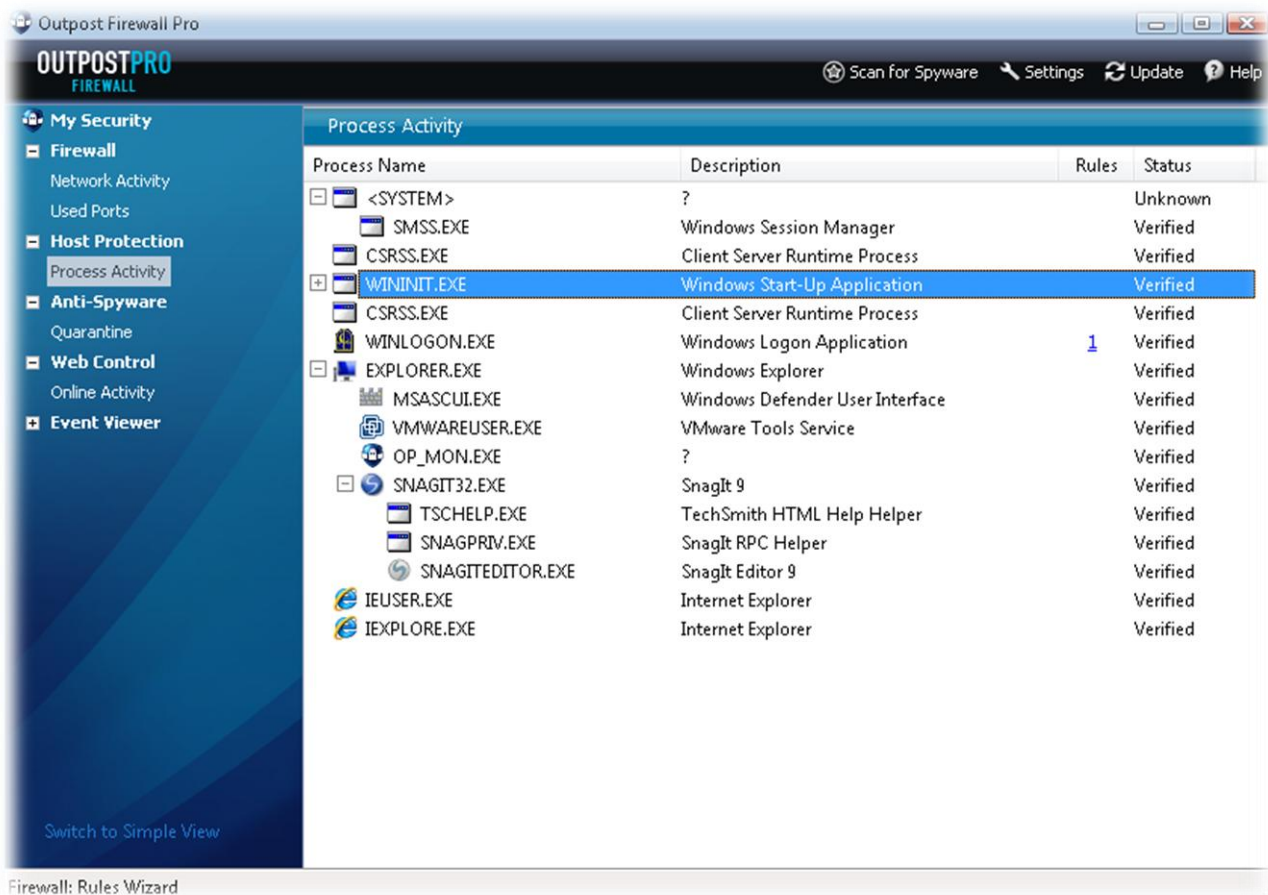 Outpost Firewall Pro
OUTPOSTPRO
FIREWALL
Scan for Spyware Settings Update Help
My Security
Firewall
Network Activity
Used Ports
Host Protection
Process Activity
Anti-Spyware
Quarantine
Web Control
Online Activity
Event Viewer
Switch to Simple View
Process Activity
Process Name Description Rules Status
<SYSTEM> ? Unknown
SMSS.EXE Windows Session Manager Verified
CSRSS.EXE Client Server Runtime Process Verified
WININIT.EXE Windows Start-Up Application Verified
CSRSS.EXE Client Server Runtime Process Verified
WINLOGON.EXE Windows Logon Application 1 Verified
EXPLORER.EXE Windows Explorer Verified
MSASCUI.EXE Windows Defender User Interface Verified
VMWAREUSER.EXE VMware Tools Service Verified
OP_MON.EXE ? Verified
SNAGIT32.EXE SnagIt 9 Verified
TSCHELP.EXE TechSmith HTML Help Helper Verified
SNAGPRIV.EXE SnagIt RPC Helper Verified
SNAGITEDITOR.EXE SnagIt Editor 9 Verified
IEUSER.EXE Internet Explorer Verified
IEXPLORE.EXE Internet Explorer Verified
Firewall: Rules Wizard